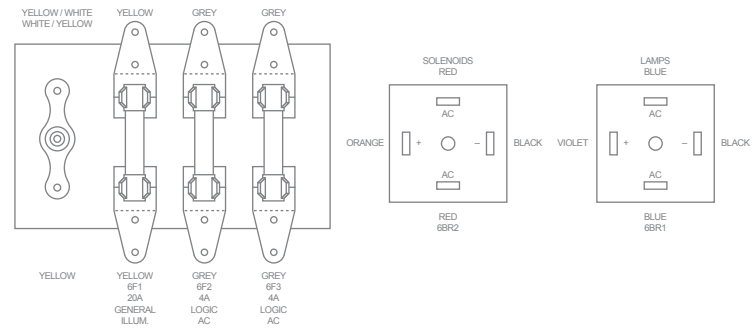 YELLOW / WHITE
WHITE / YELLOW
YELLOW
GREY
GREY
YELLOW
YELLOW
6F1
20A
GENERAL
ILLUM.
GREY
6F2
4A
LOGIC
AC
GREY
6F3
4A
LOGIC
AC
SOLENOIDS
RED
AC
ORANGE
+
–
BLACK
AC
RED
6BR2
LAMPS
BLUE
AC
VIOLET
+
–
BLACK
AC
BLUE
6BR1